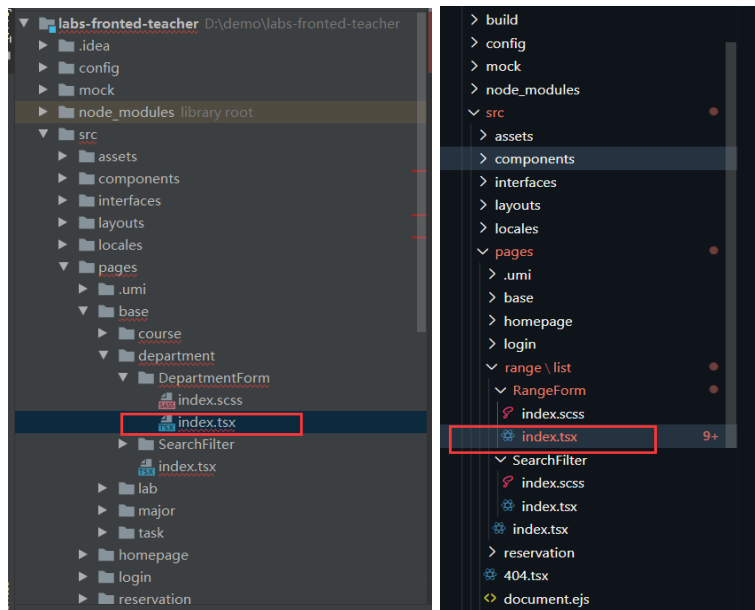 labs-fronted-teacher D:\demo\labs-fronted-teacher
.idea
config
mock
node_modules library root
src
assets
components
interfaces
layouts
locales
pages
.umi
base
course
department
DepartmentForm
index.scss
index.tsx
SearchFilter
index.tsx
lab
major
task
homepage
login
reservation
build
config
mock
node_modules
src
assets
components
interfaces
layouts
locales
pages
.umi
base
homepage
login
range \ list
RangeForm
index.scss
index.tsx 9+
SearchFilter
index.scss
index.tsx
index.tsx
reservation
404.tsx
document.ejs